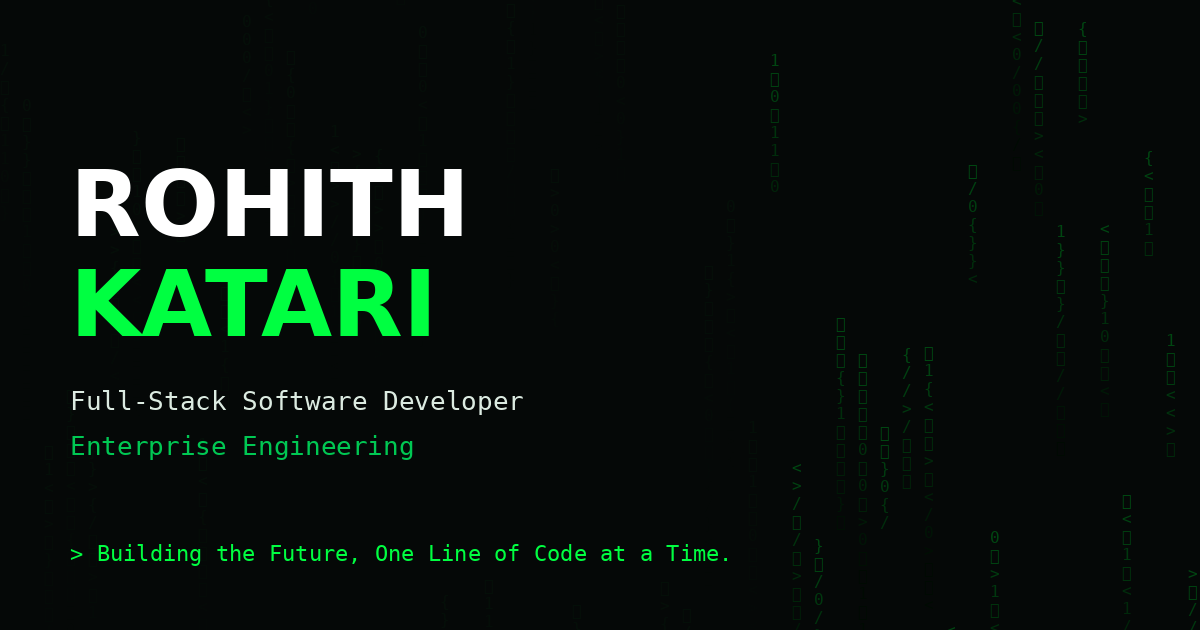 ROHITH
KATARI
Full-Stack Software Developer
Enterprise Engineering
> Building the Future, One Line of Code at a Time.